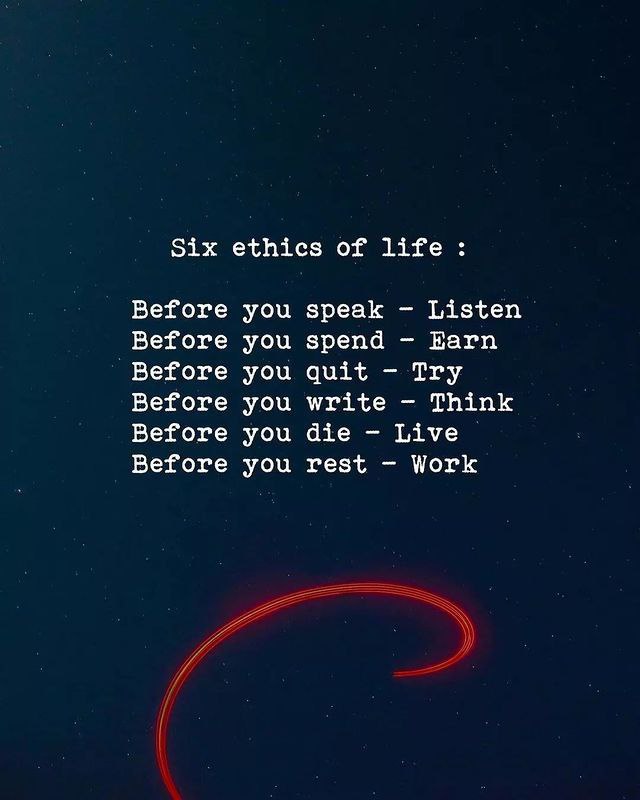 Six ethics of life :
Before you speak - Listen
Before you spend - Earn
Before you quit - Try
Before you write - Think
Before you die - Live
Before you rest - Work